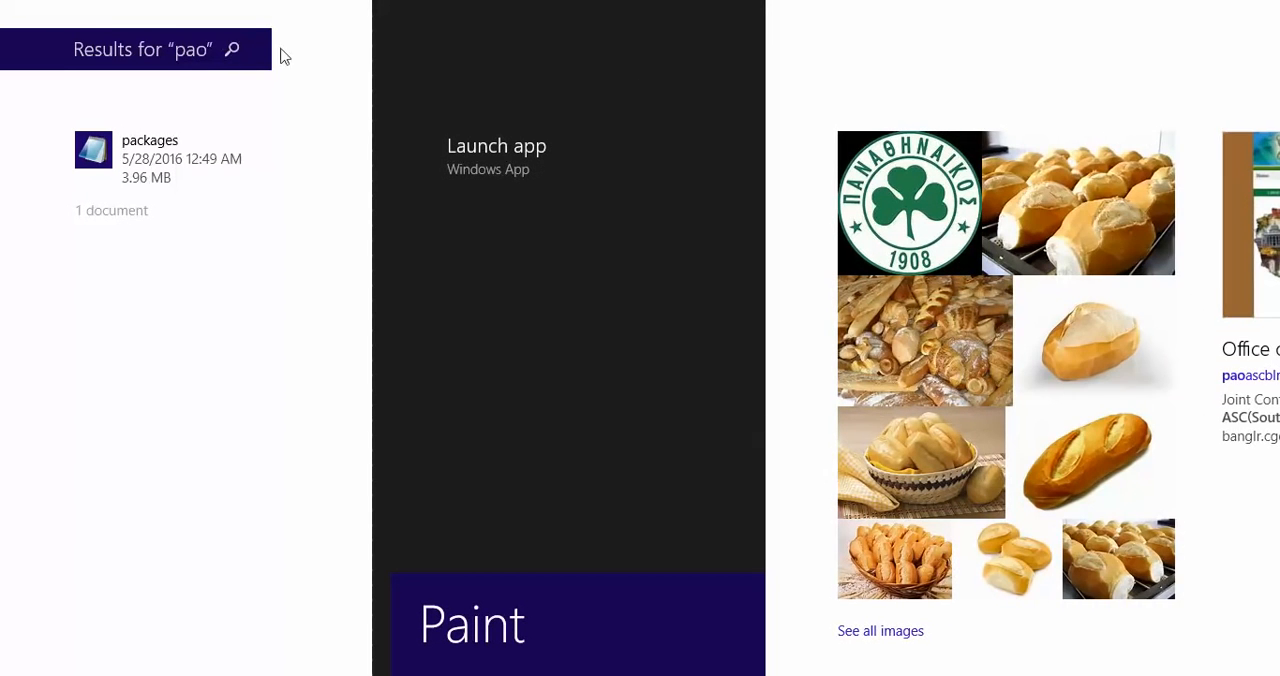 Results for “pao”
packages
5/28/2016 12:49 AM
3.96 MB
1 document
Launch app
Windows App
Paint
ΠΑΝΑΘΗΝΑΙΚΟΣ
1908
See all images
Office
paoascblr
Joint Con
ASC(Sout
banglr.cg